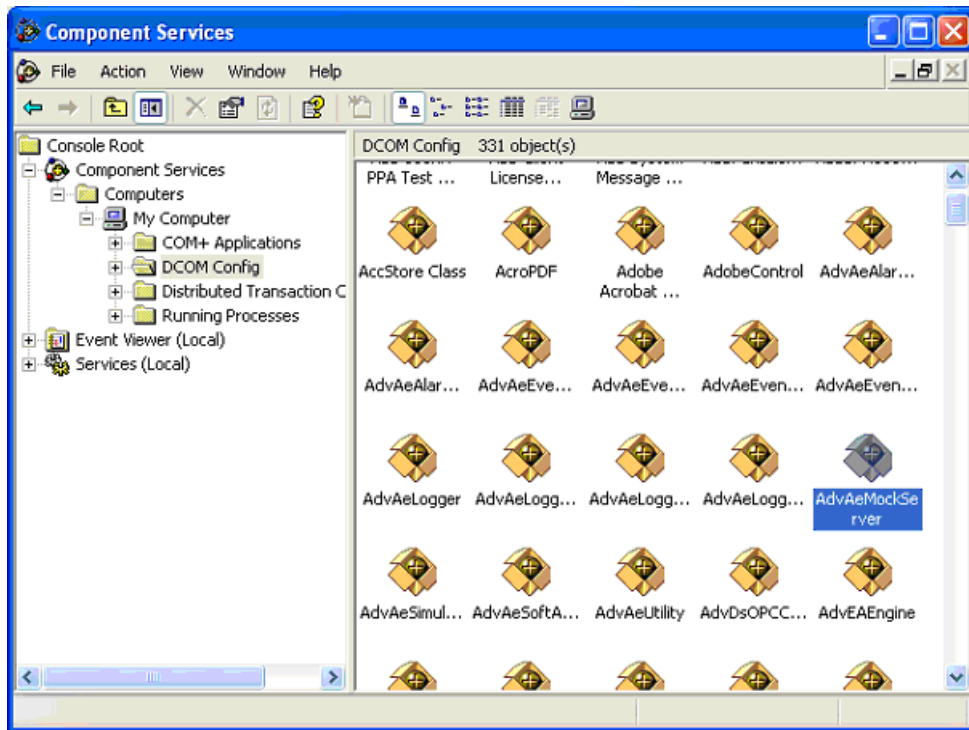 Component Services
File Action View Window Help
Console Root
Component Services
Computers
My Computer
COM+ Applications
DCOM Config
Distributed Transaction C
Running Processes
Event Viewer (Local)
Services (Local)
DCOM Config 331 object(s)
PPA Test ... License... Message ...
AccStore Class AcroPDF Adobe AdobeControl AdvAeAlar...
Acrobat ...
AdvAeAlar... AdvAeEve... AdvAeEve... AdvAeEven... AdvAeEven...
AdvAeLogger AdvAeLogg... AdvAeLogg... AdvAeLogg... AdvAeMockSe
rver
AdvAeSimul... AdvAeSoftA... AdvAeUtility AdvDsOPCC... AdvEAEngine